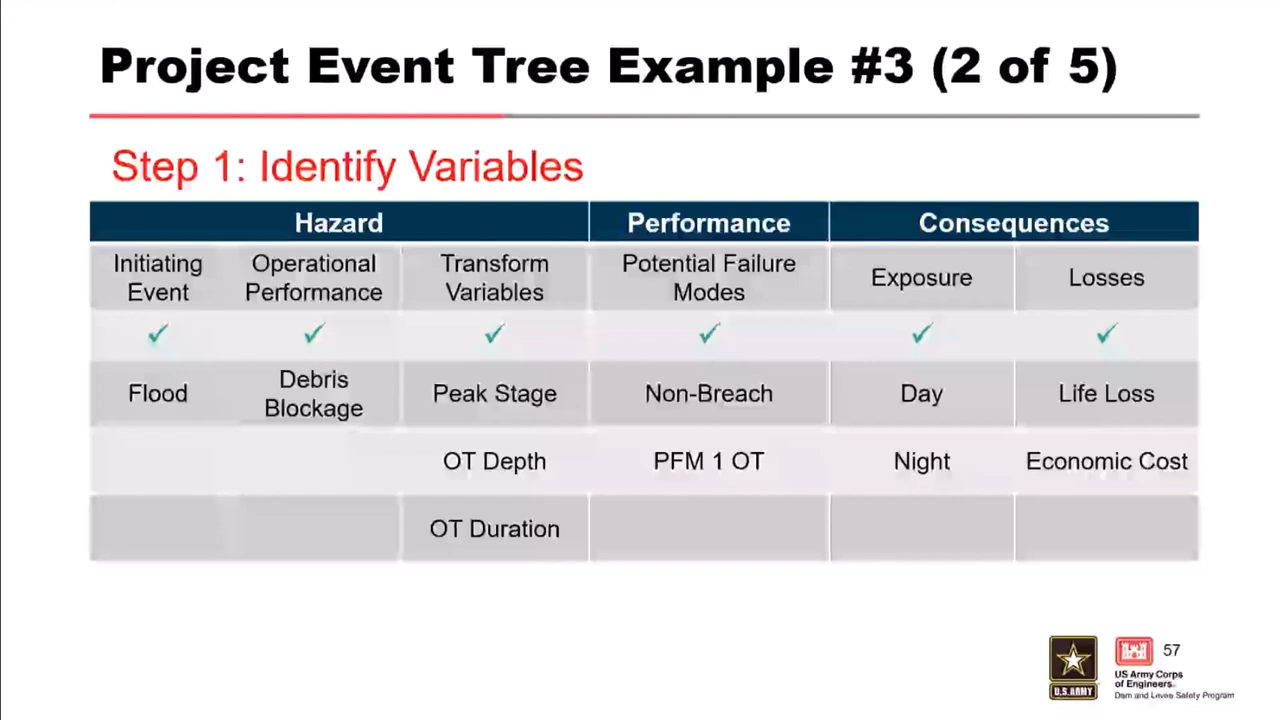 Project Event Tree Example #3 (2 of 5)
Step 1: Identify Variables
Hazard Performance Consequences
Initiating Event
Operational Performance
Transform Variables
Potential Failure Modes
Exposure
Losses
✓ ✓ ✓ ✓ ✓ ✓
Flood
Debris Blockage
Peak Stage
Non-Breach
Day
Life Loss
OT Depth
PFM 1 OT
Night
Economic Cost
OT Duration
U.S.ARMY
US Army Corps
of Engineers
Dam and Levee Safety Program
57